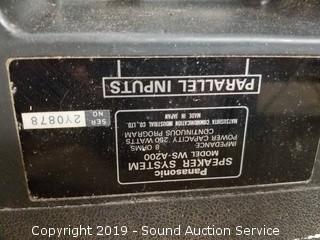 Panasonic
SPEAKER SYSTEM
MODEL WS-A200
IMPEDANCE 8 OHMS
POWER CAPACITY 250 WATTS
CONTINUOUS PROGRAM
MATSUSHITA COMMUNICATION INDUSTRIAL CO., LTD.
MADE IN JAPAN
SER NO 2Y0878
PARALLEL INPUTS
Copyright 2019 - Sound Auction Service